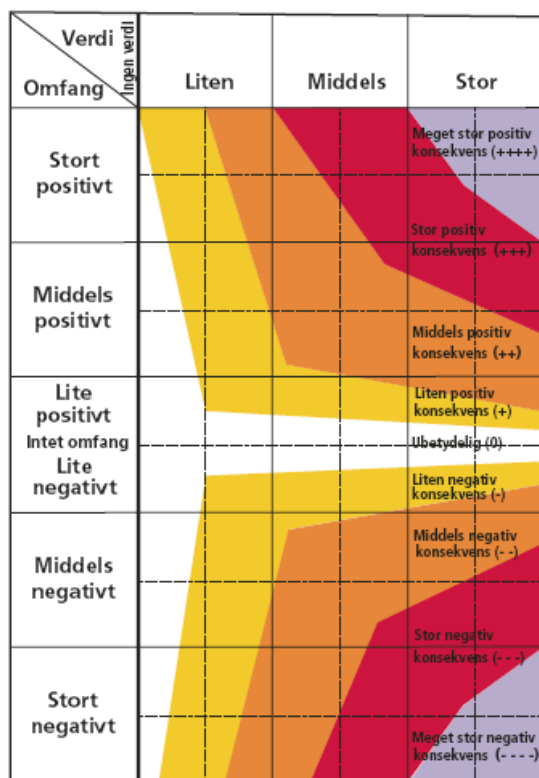 Verdi
Ingen verdi
Omfang
Liten
Middels
Stor
Stort
positivt
Meget stor positiv
konsekvens (++++)
Stor positiv
konsekvens (+++)
Middels
positivt
Middels positiv
konsekvens (++)
Lite
positivt
Liten positiv
konsekvens (+)
Intet omfang
Ubetydelig (0)
Lite
negativt
Liten negativ
konsekvens (-)
Middels
negativt
Middels negativ
konsekvens (- -)
Stor negativ
konsekvens (- - -)
Stort
negativt
Meget stor negativ
konsekvens (- - - -)